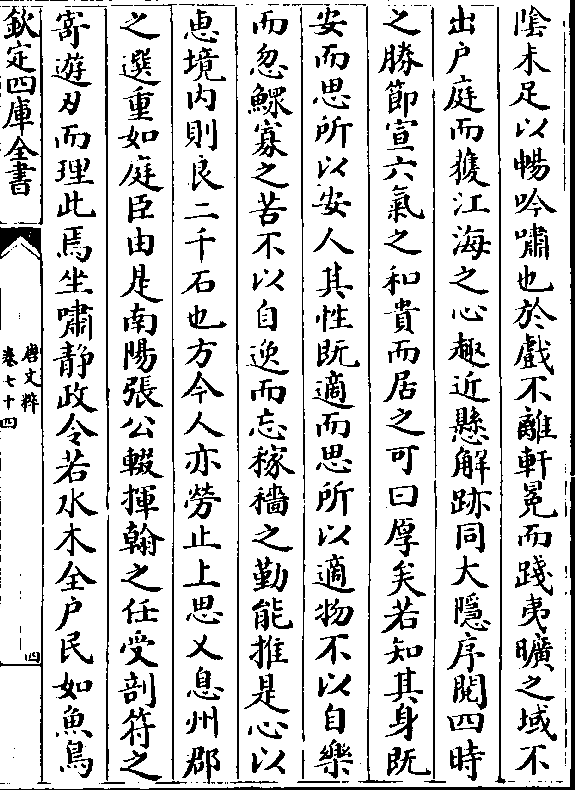 隂未足以暢吟嘯也於戲不離軒冕而踐夷曠之域不
出户庭而獲江海之心趣近懸解跡同大隱序閱四時
之勝節宣六氣之和貴而居之可曰厚矣若知其身既
安而思所以安人其性既適而思所以適物不以自樂
而忽鰥寡之苦不以自逸而忘稼穡之勤能推是心以
恵境内則良二千石也方今人亦勞止上思乂息州郡
之選重如庭臣由是南陽張公輟揮翰之任受剖符之
寄遊刃而理此焉坐嘯静政令若水木全户民如魚鳥
欽定四庫全書
唐文粹
卷七十四
四